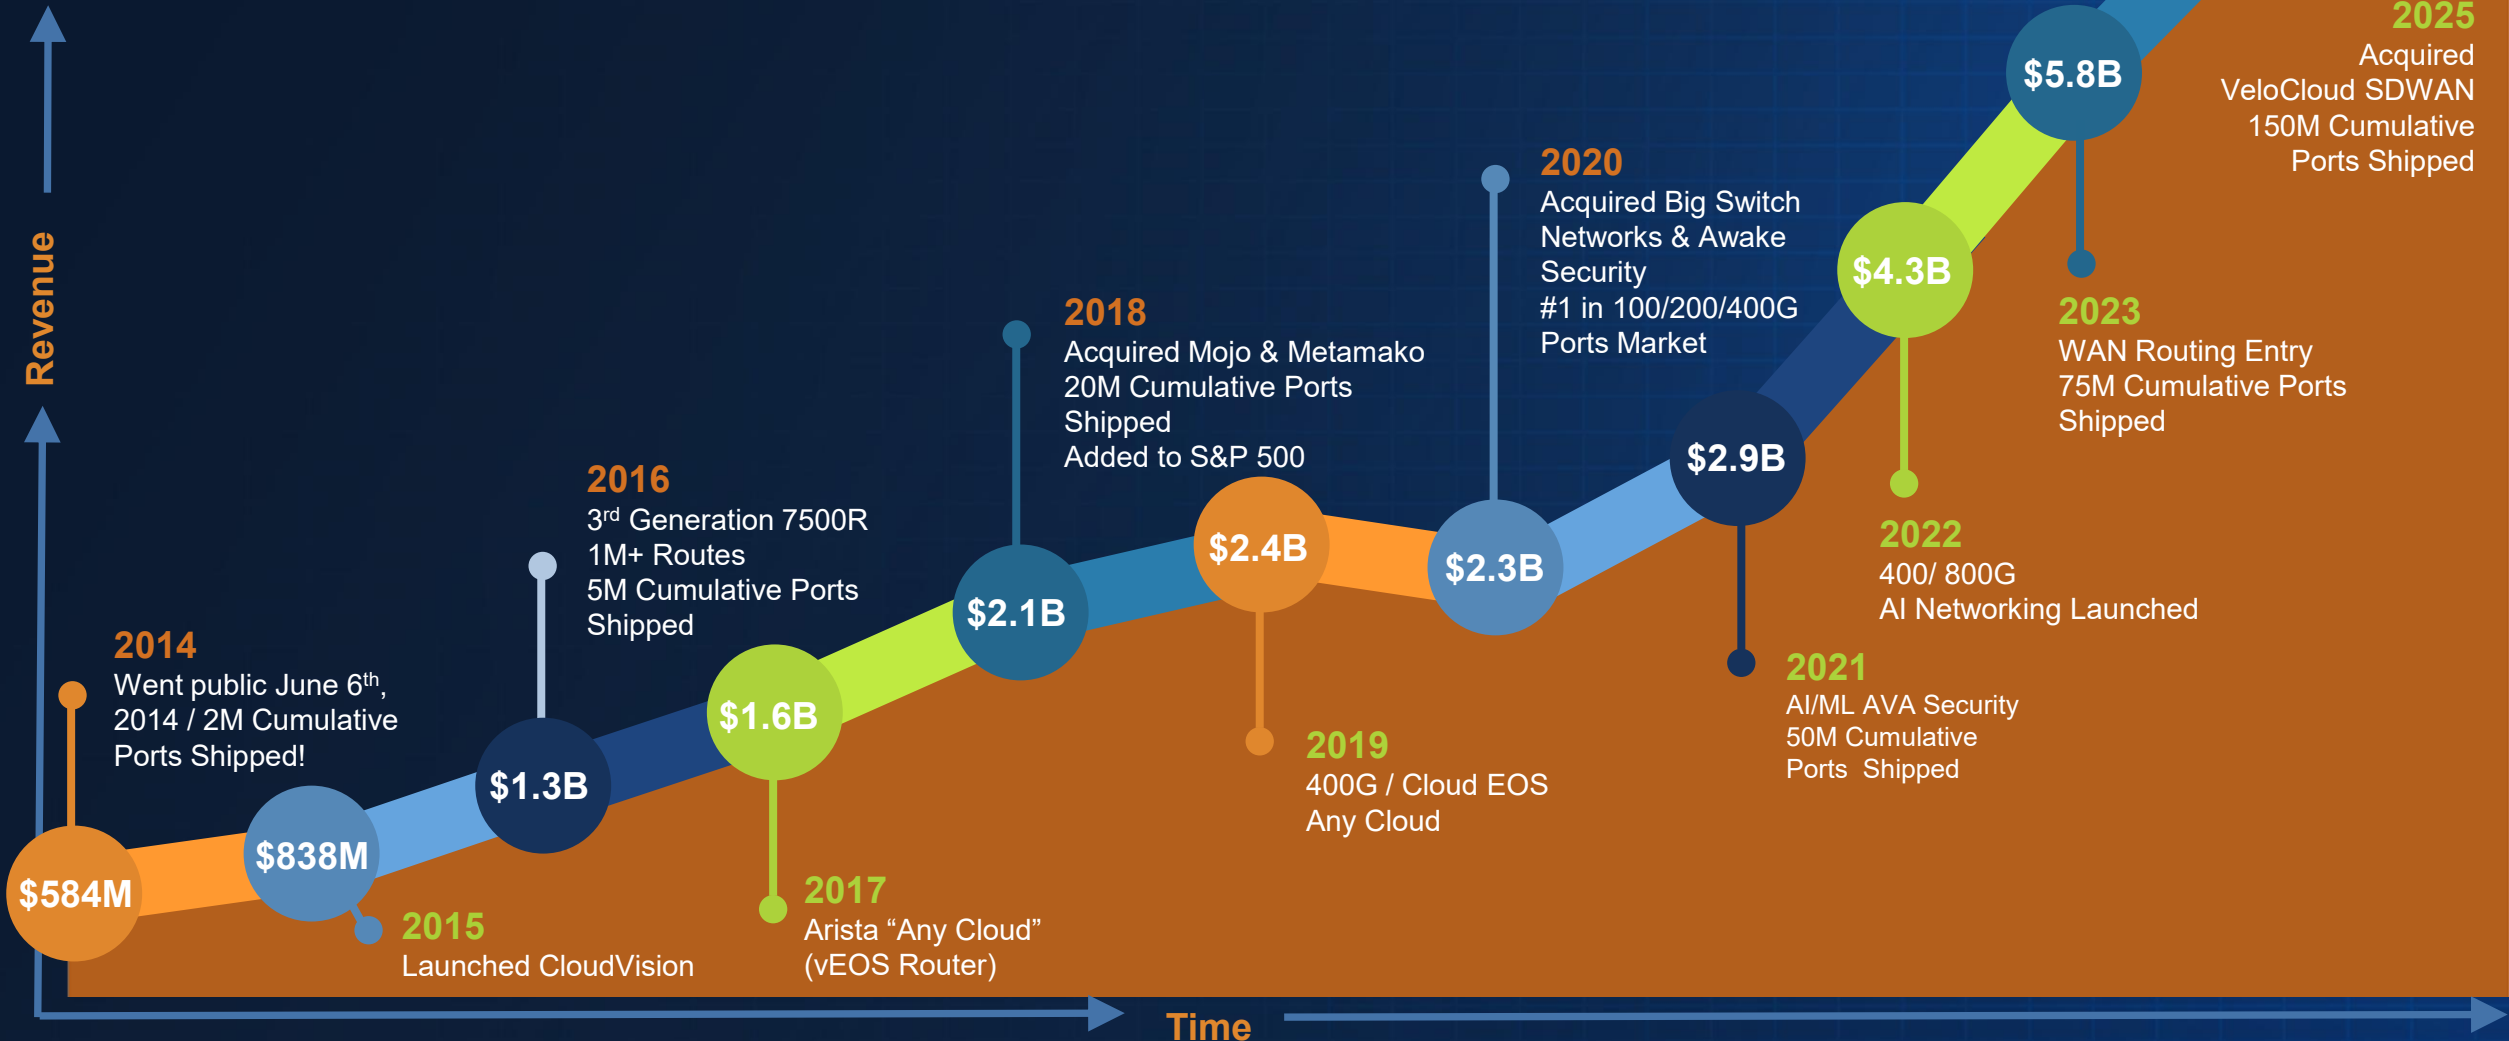 Revenue
$584M
2014
Went public June 6th,
2014 / 2M Cumulative
Ports Shipped!
$838M
2015
Launched CloudVision
$1.3B
2016
3rd Generation 7500R
1M+ Routes
5M Cumulative Ports
Shipped
$1.6B
2017
Arista “Any Cloud”
(vEOS Router)
$2.1B
2018
Acquired Mojo & Metamako
20M Cumulative Ports
Shipped
Added to S&P 500
$2.4B
2019
400G / Cloud EOS
Any Cloud
$2.3B
2020
Acquired Big Switch
Networks & Awake
Security
#1 in 100/200/400G
Ports Market
$2.9B
2021
AI/ML AVA Security
50M Cumulative
Ports Shipped
$4.3B
2022
400/ 800G
AI Networking Launched
$5.8B
2023
WAN Routing Entry
75M Cumulative Ports
Shipped
2025
Acquired
VeloCloud SDWAN
150M Cumulative
Ports Shipped
Time